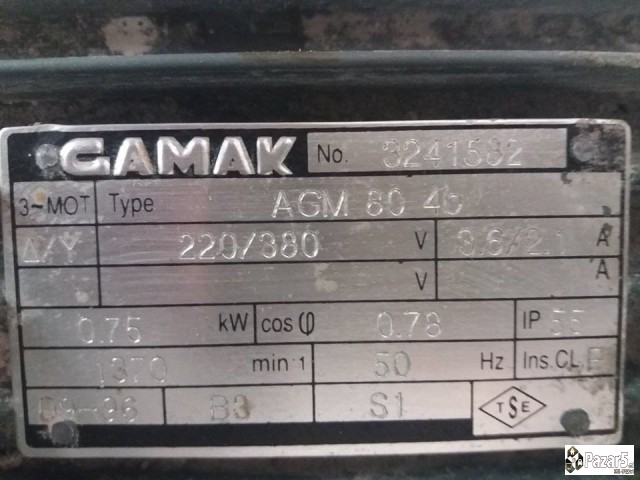 GAMAK No. 3241582
3~MOT Type AGM 80 4b
Δ/Y 220/380 V 3.6/2.1 A
V A
0.75 kW cos φ 0.78 IP 55
1370 min-1 50 Hz Ins.CL. F
09-96 B3 S1 TSE
Pazar5